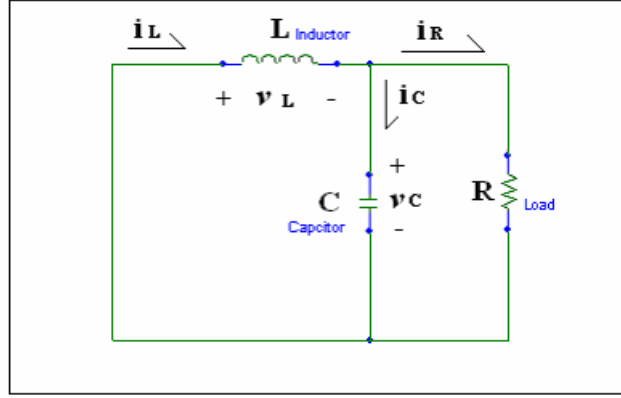 iL L Inductor iR
+ vL -
iC
+
C vC R Load
Capcitor -